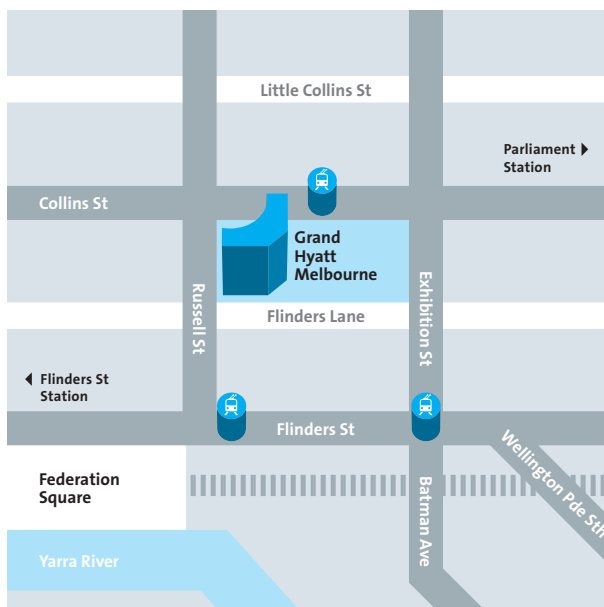 Little Collins St
Parliament
Station
Collins St
Grand
Hyatt
Melbourne
Russell St
Exhibition St
Flinders Lane
Flinders St
Station
Flinders St
Wellington Pde Sth
Federation
Square
Batman Ave
Yarra River